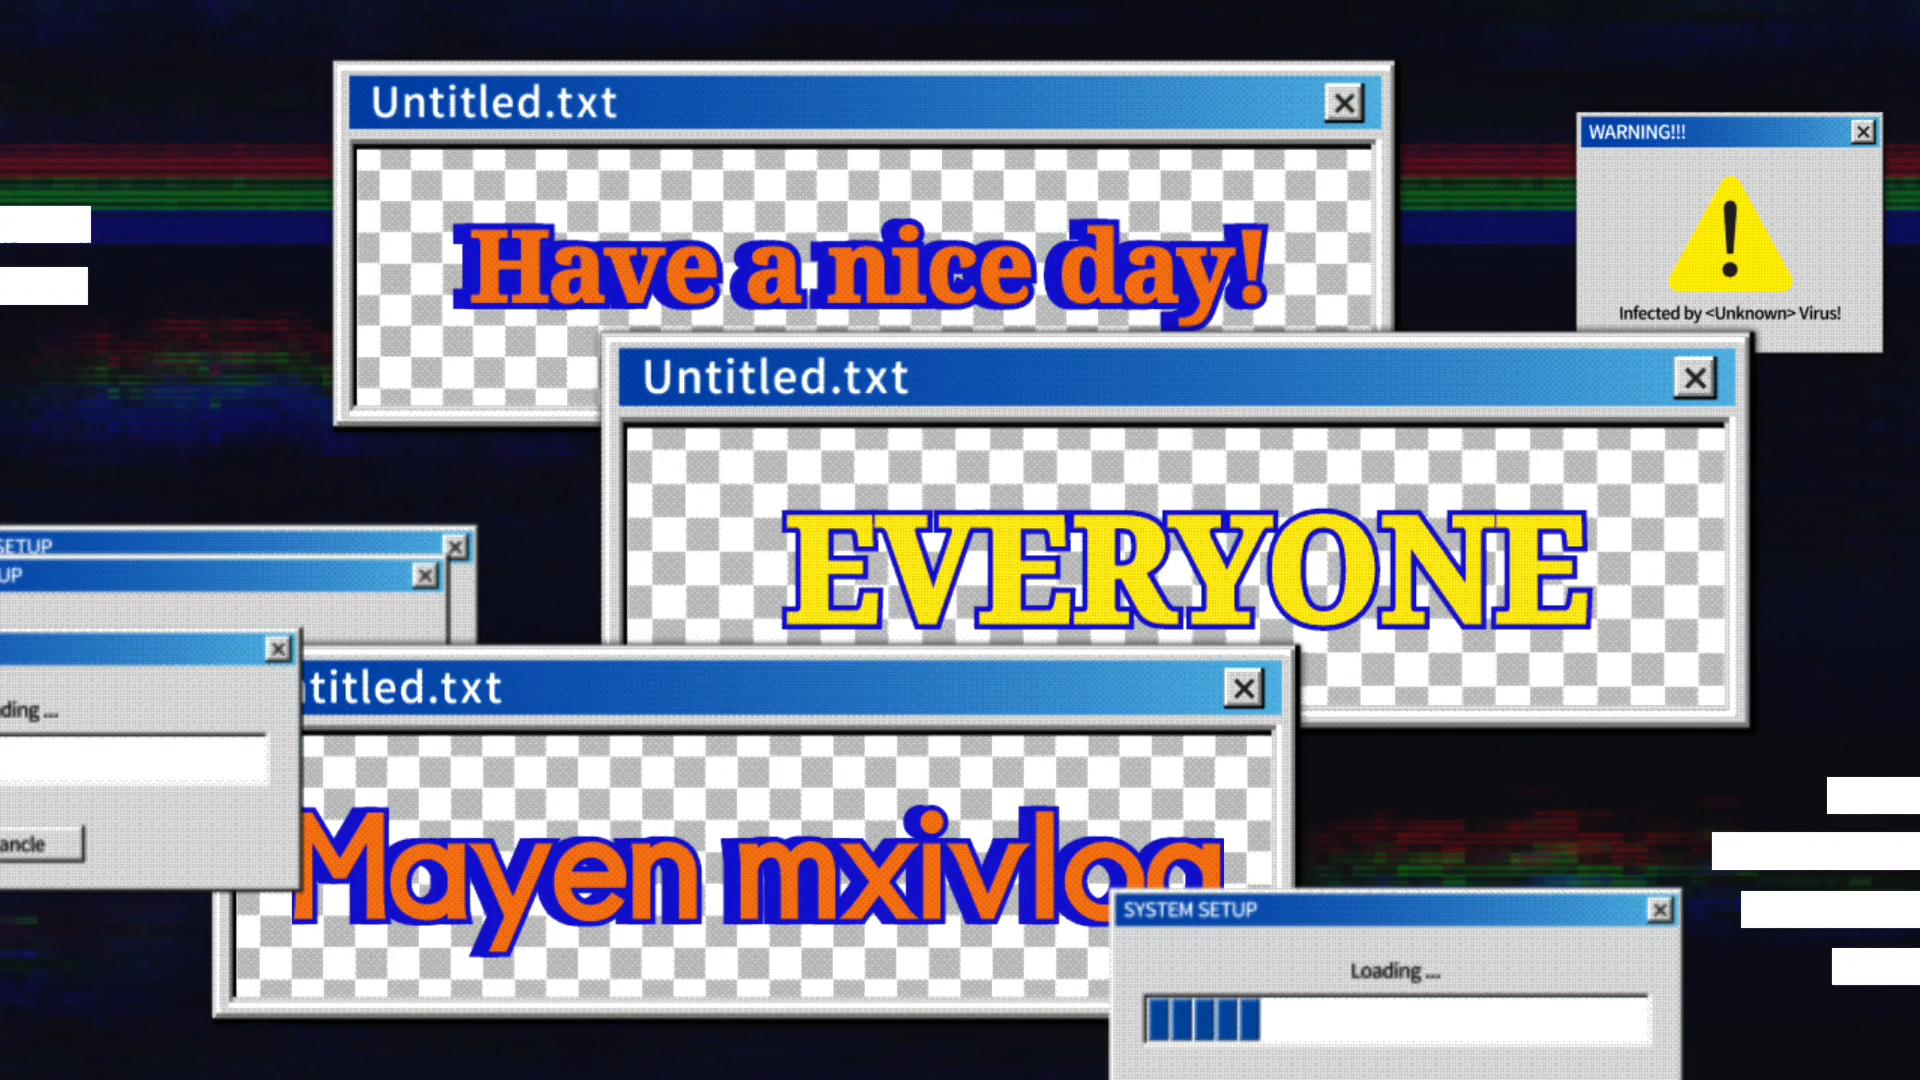 Untitled.txt
WARNING!!!
Have a nice day!
Infected by <Unknown> Virus!
Untitled.txt
EVERYONE
SETUP
UP
ntitled.txt
ding ...
ancle
Mayen mxivlog
SYSTEM SETUP
Loading ...